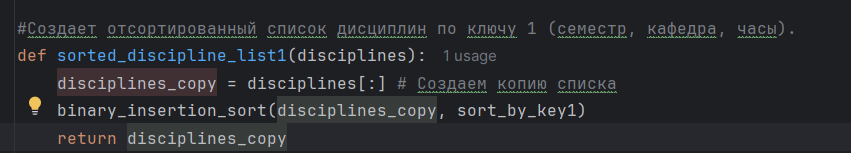 #Создает отсортированный список дисциплин по ключу 1 (семестр, кафедра, часы).
def sorted_discipline_list1(disciplines): 1 usage
disciplines_copy = disciplines[:] # Создаем копию списка
binary_insertion_sort(disciplines_copy, sort_by_key1)
return disciplines_copy